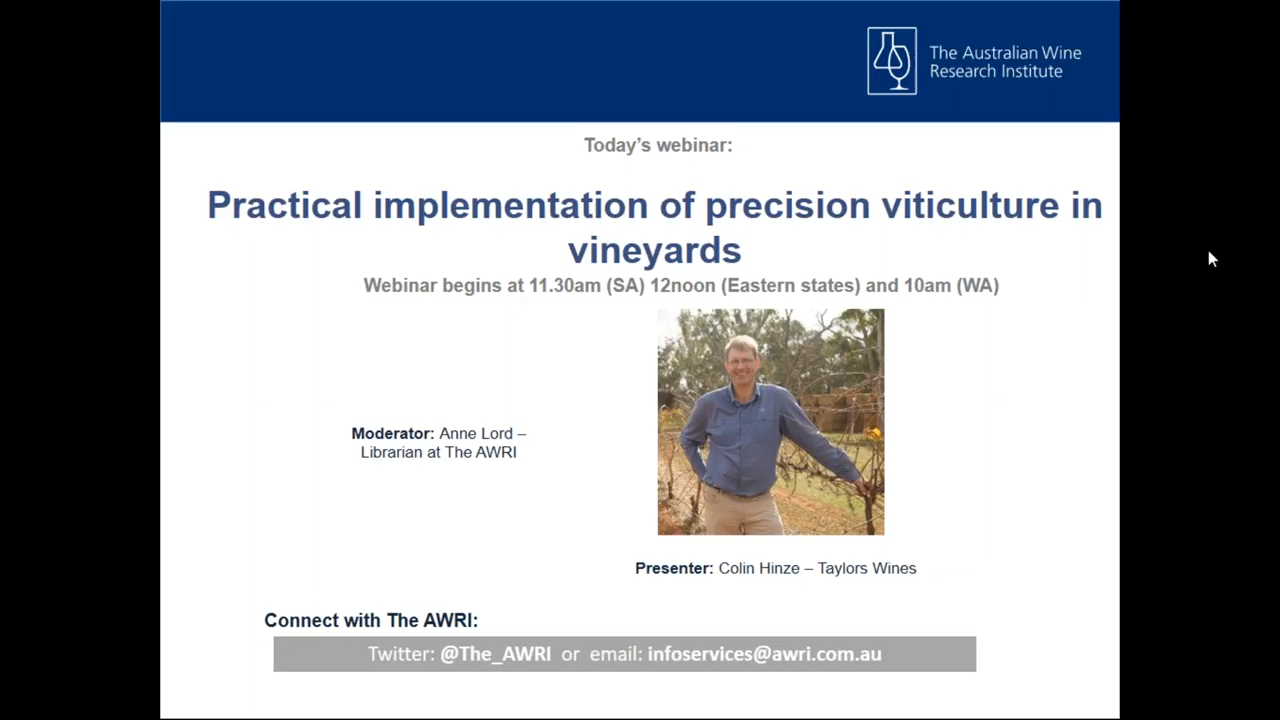 The Australian Wine
Research Institute
Today's webinar:
Practical implementation of precision viticulture in
vineyards
Webinar begins at 11.30am (SA) 12noon (Eastern states) and 10am (WA)
Moderator: Anne Lord –
Librarian at The AWRI
Presenter: Colin Hinze – Taylors Wines
Connect with The AWRI:
Twitter: @The_AWRI or email: infoservices@awri.com.au